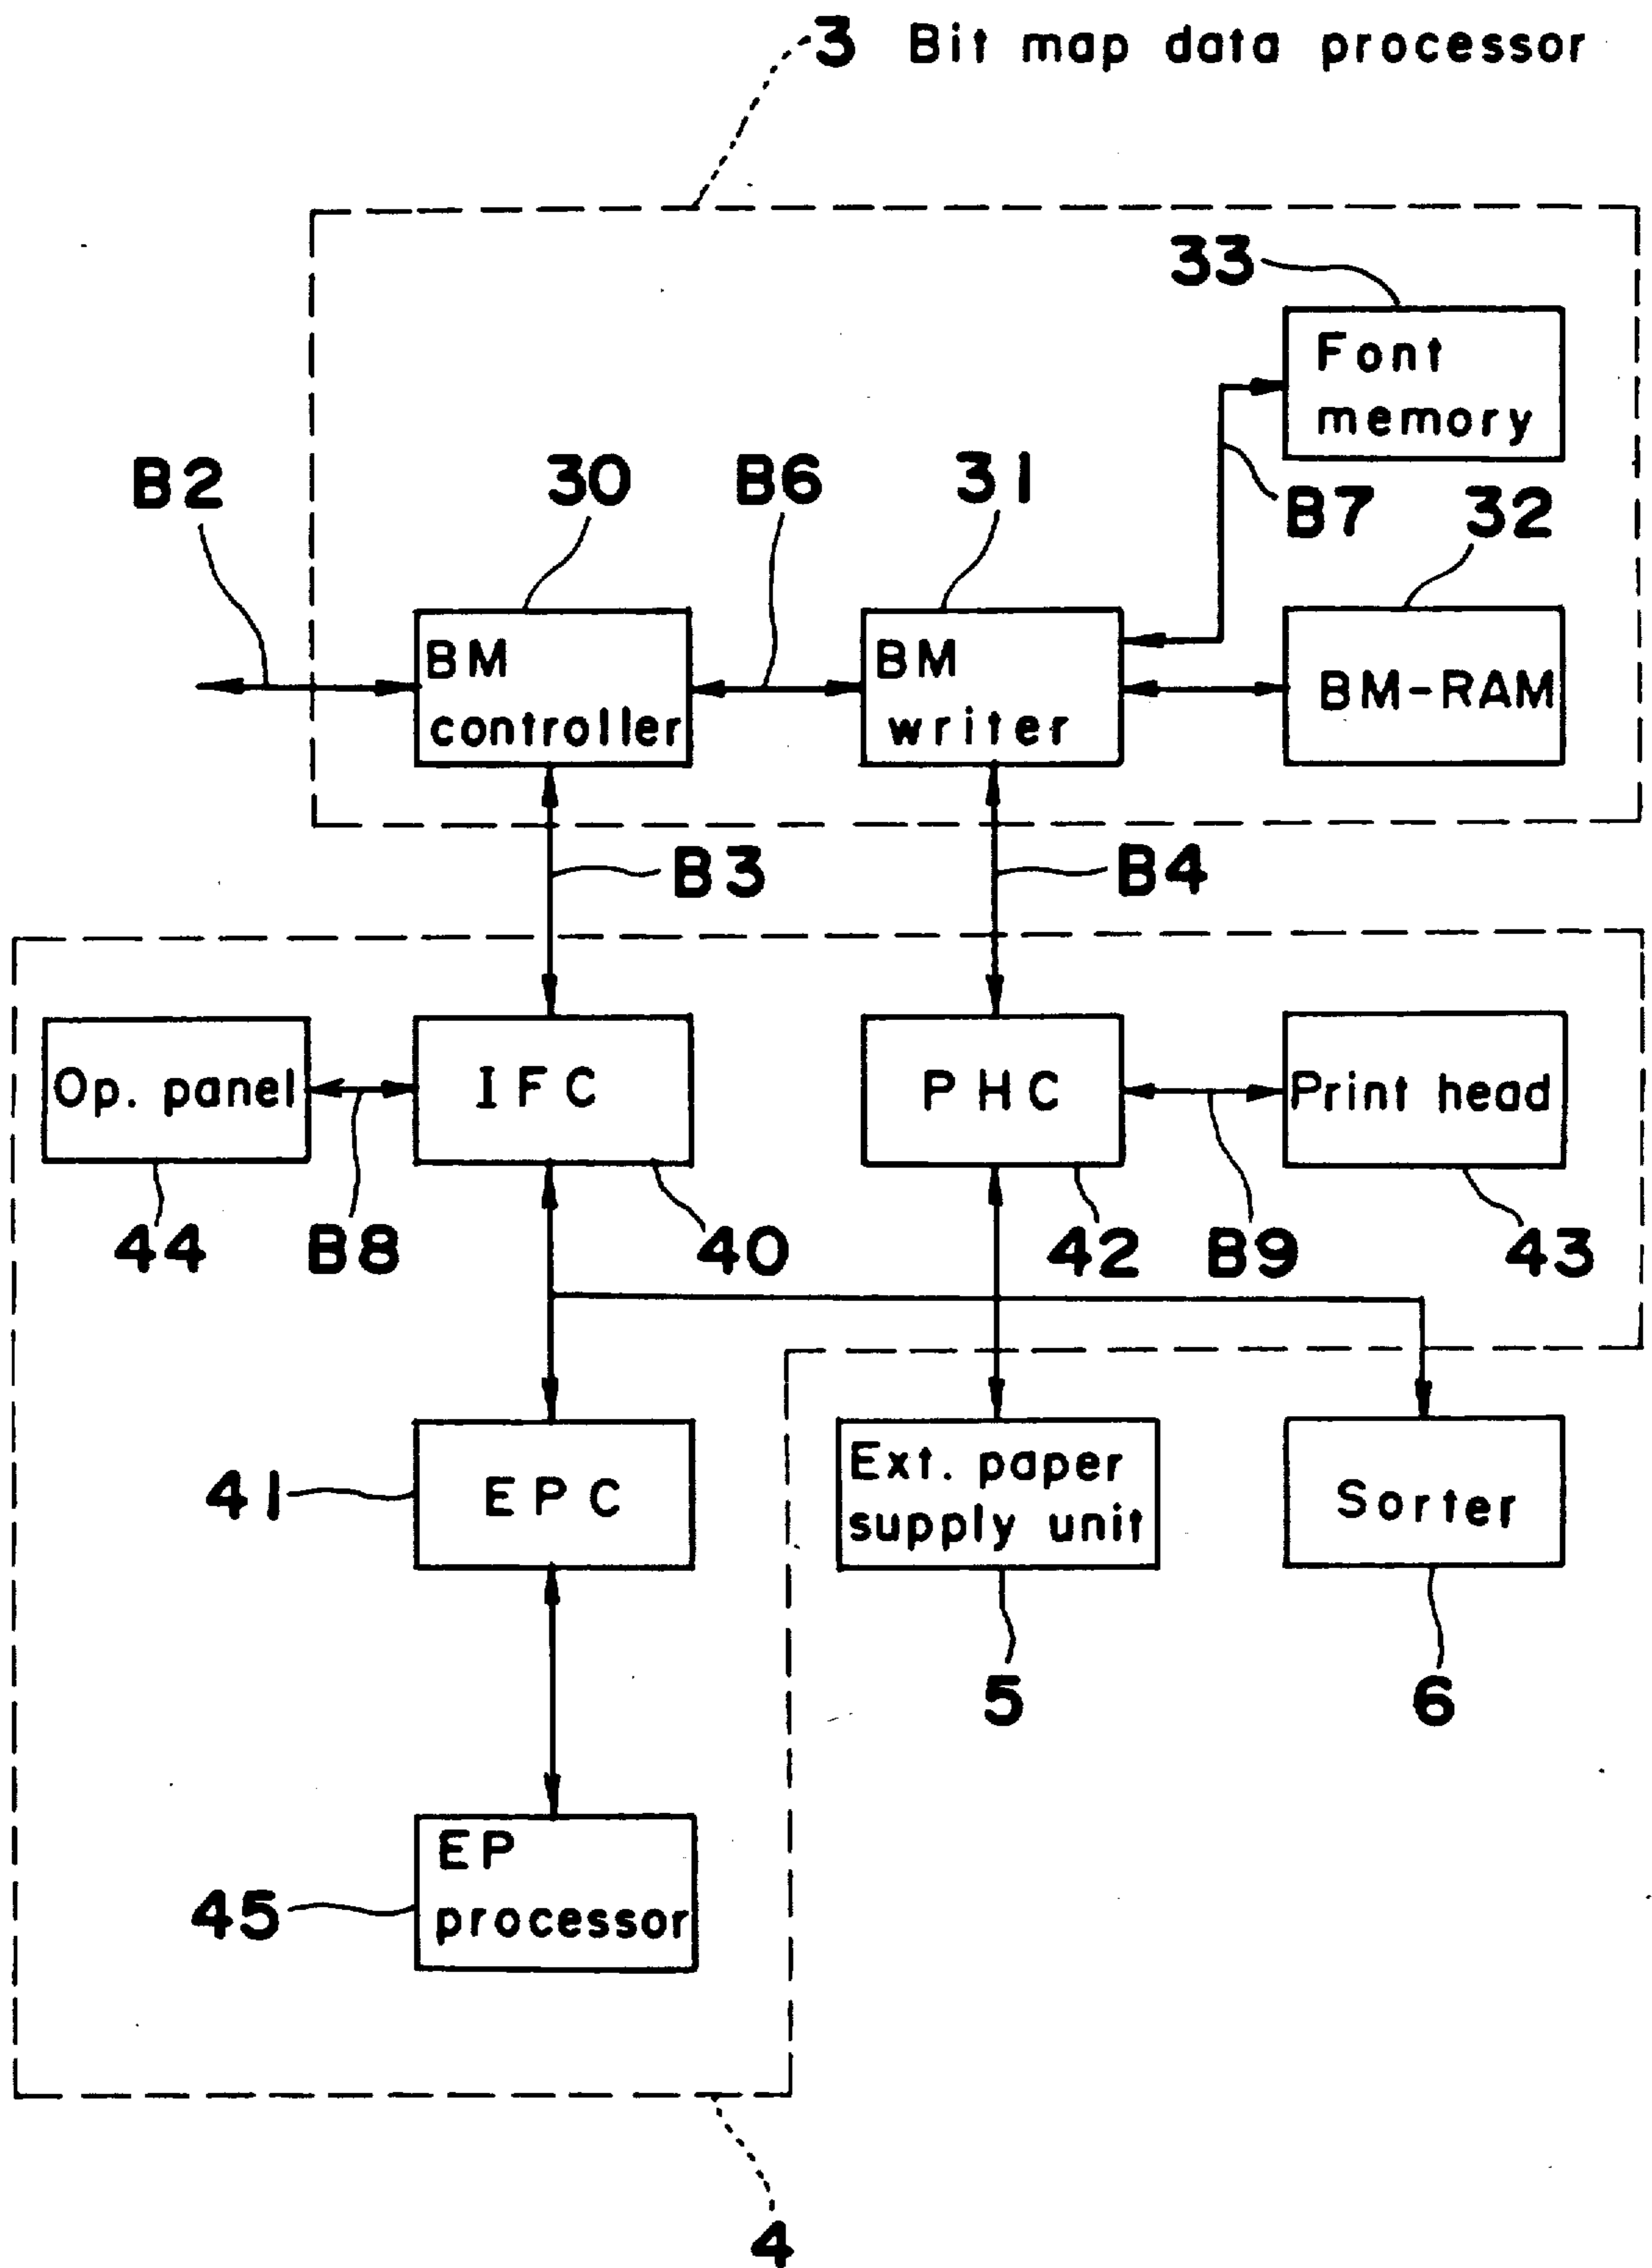 3 Bit map data processor
33
Font
memory
B2
30
B6
31
B7
32
BM
controller
BM
writer
BM-RAM
B3
B4
Op. panel
IFC
PHC
Print head
44
B8
40
42
B9
43
41
EPC
Ext. paper
supply unit
Sorter
5
6
45
EP
processor
4